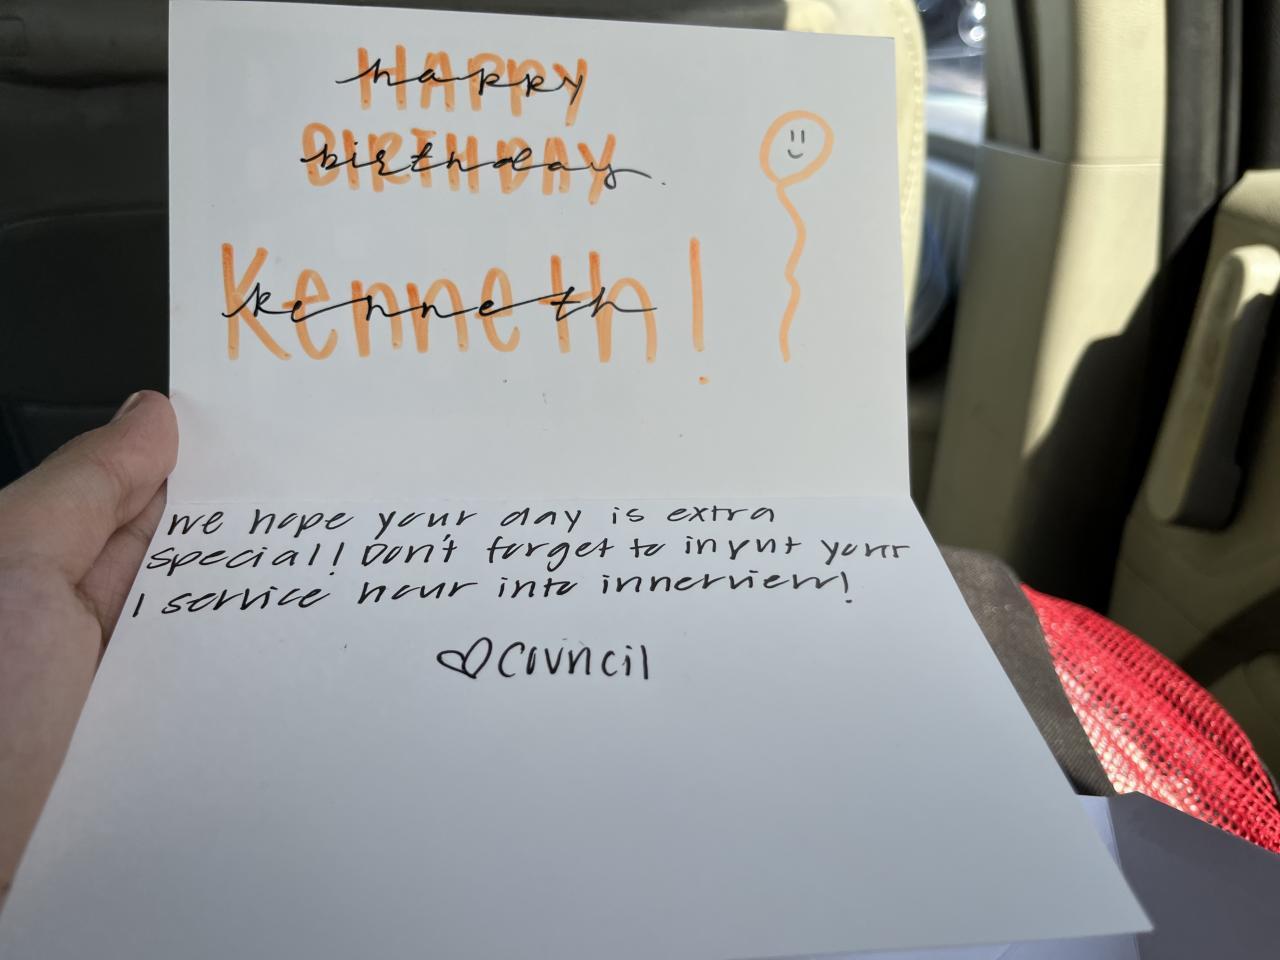 HAPPY
happy
BIRTHDAY
birthday.
Kenneth!
kenneth
we hope your day is extra
special! Don't forget to input your
1 service hour into innerview!
♡ Council